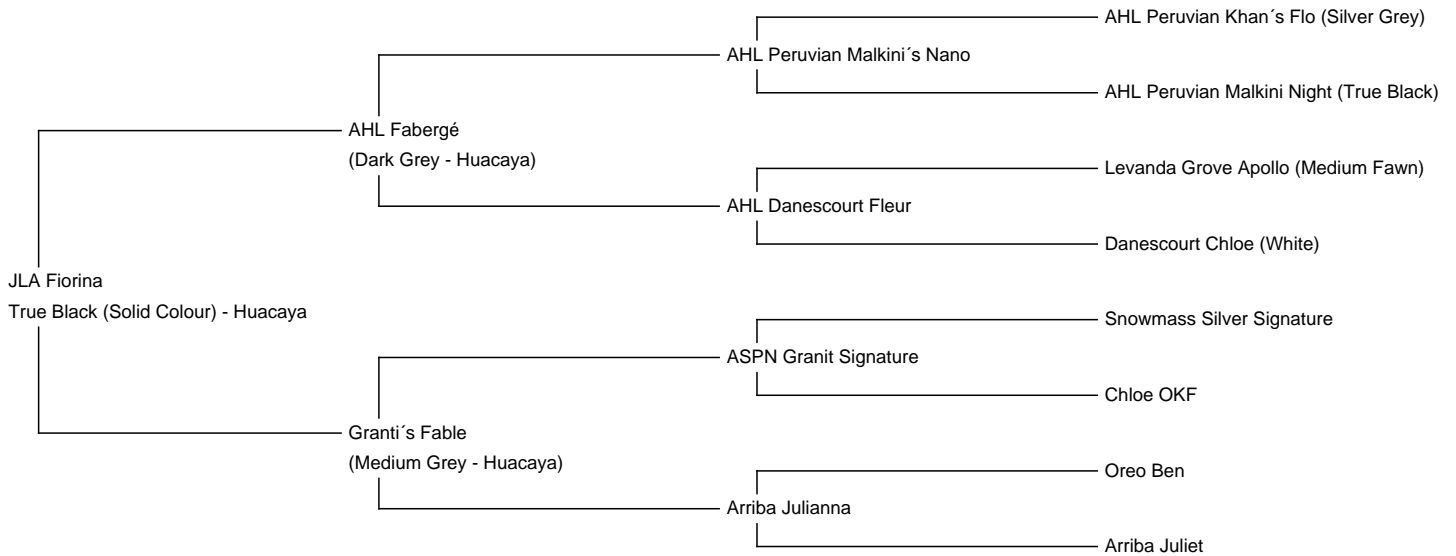 AHL Peruvian Khan´s Flo (Silver Grey)
AHL Peruvian Malkini´s Nano
AHL Peruvian Malkini Night (True Black)
AHL Fabergé
(Dark Grey - Huacaya)
Levanda Grove Apollo (Medium Fawn)
AHL Danescourt Fleur
Danescourt Chloe (White)
JLA Fiorina
True Black (Solid Colour) - Huacaya
Snowmass Silver Signature
ASPN Granit Signature
Chloe OKF
Granti´s Fable
(Medium Grey - Huacaya)
Oreo Ben
Arriba Julianna
Arriba Juliet